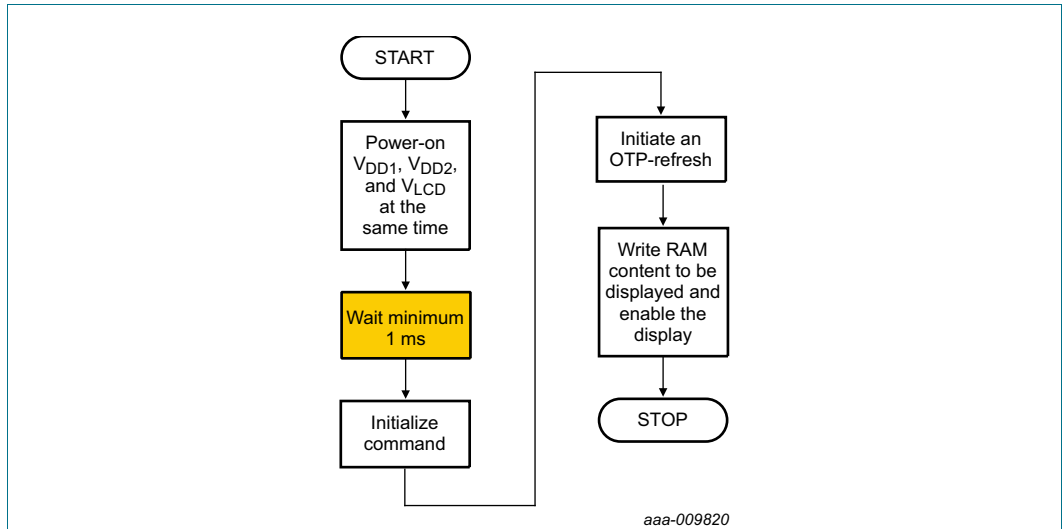 START
Power-on
VDD1, VDD2,
and VLCD
at the
same time
Wait minimum
1 ms
Initialize
command
Initiate an
OTP-refresh
Write RAM
content to be
displayed and
enable the
display
STOP
aaa-009820